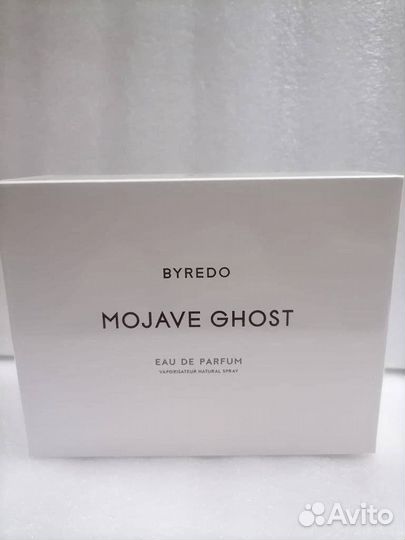 BYREDO
MOJAVE GHOST
EAU DE PARFUM
VAPORISATEUR NATURAL SPRAY
Avito